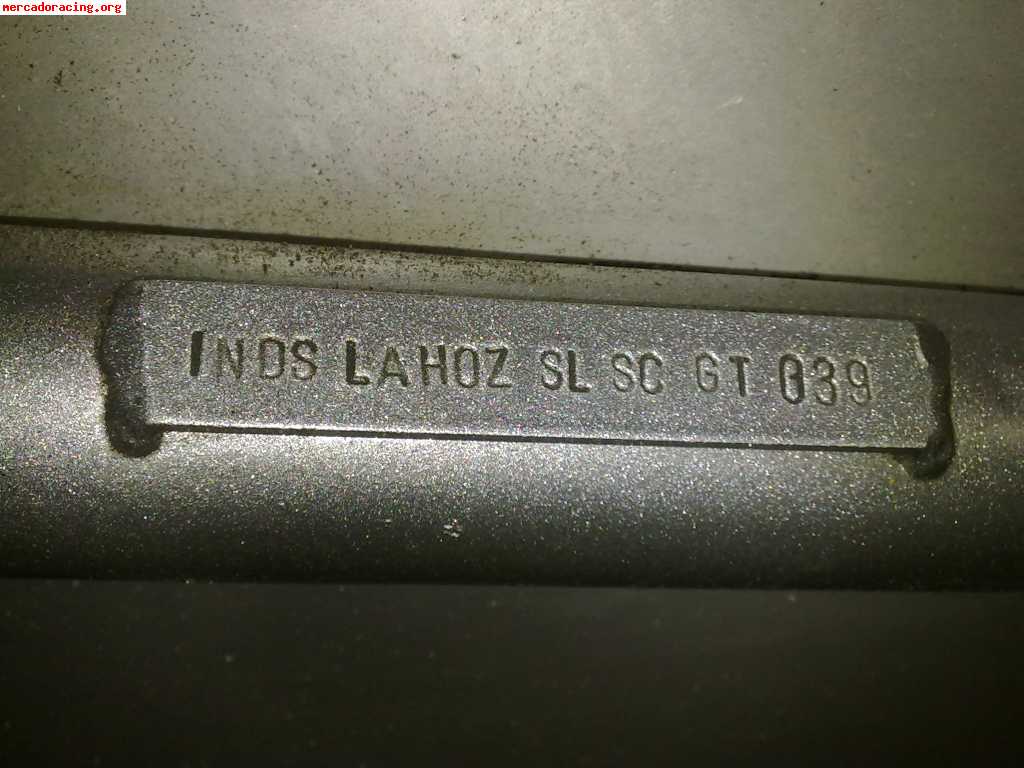 mercadoracing.org
INDS LAHOZ SL SC GT 039